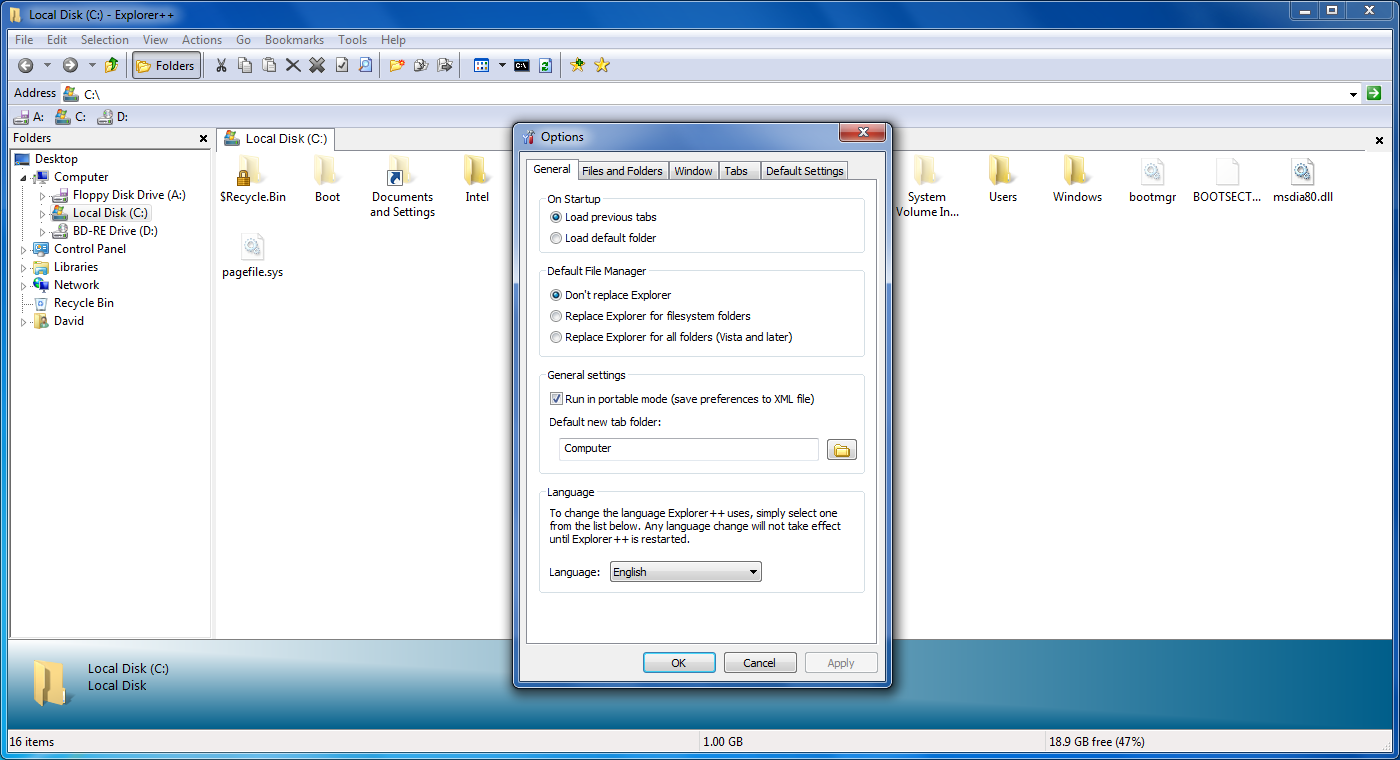 Local Disk (C:) - Explorer++
File Edit Selection View Actions Go Bookmarks Tools Help
Folders
Address C:\
A: C: D:
Folders
Desktop
Computer
Floppy Disk Drive (A:)
Local Disk (C:)
BD-RE Drive (D:)
Control Panel
Libraries
Network
Recycle Bin
David
Local Disk (C:)
$Recycle.Bin
Boot
Documents
and Settings
Intel
System
Volume In...
Users
Windows
bootmgr
BOOTSECT...
msdia80.dll
pagefile.sys
Options
General Files and Folders Window Tabs Default Settings
On Startup
Load previous tabs
Load default folder
Default File Manager
Don't replace Explorer
Replace Explorer for filesystem folders
Replace Explorer for all folders (Vista and later)
General settings
Run in portable mode (save preferences to XML file)
Default new tab folder:
Computer
Language
To change the language Explorer++ uses, simply select one
from the list below. Any language change will not take effect
until Explorer++ is restarted.
Language: English
OK Cancel Apply
Local Disk (C:)
Local Disk
16 items 1.00 GB 18.9 GB free (47%)